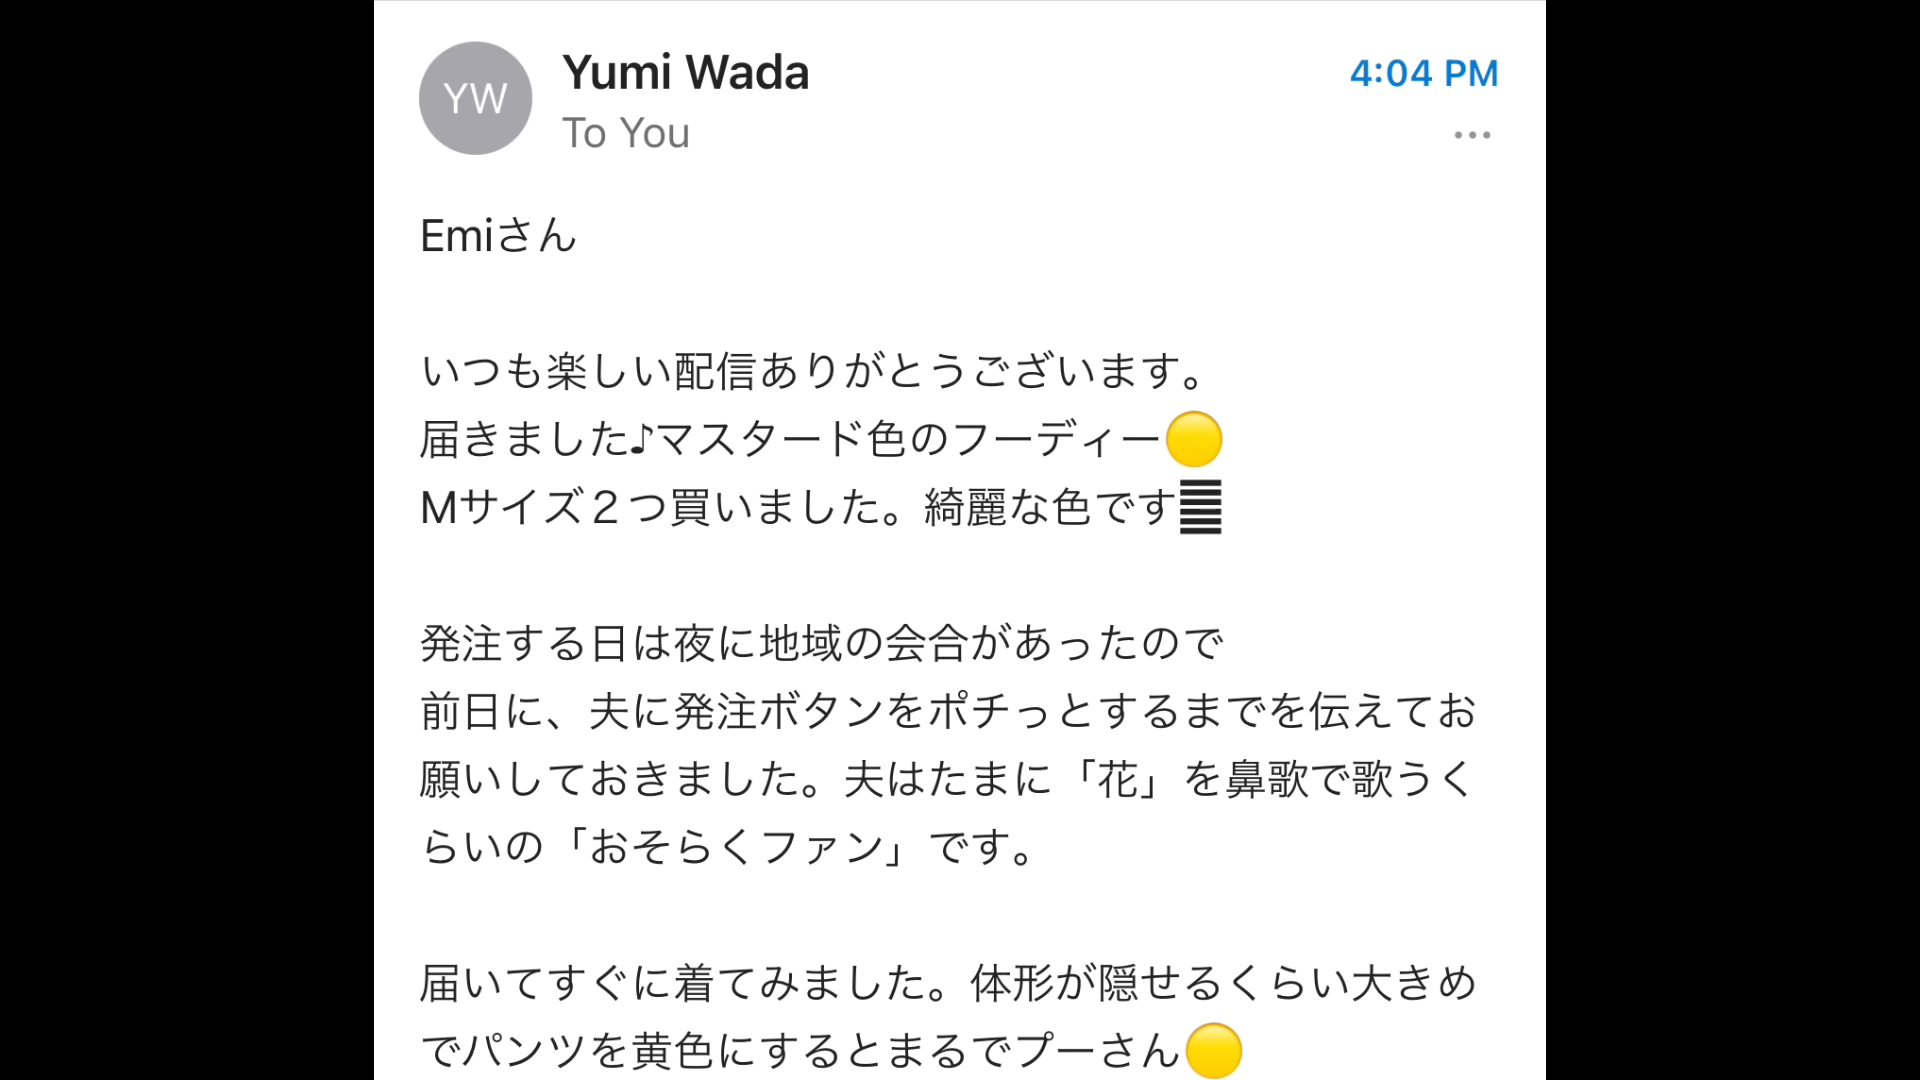 YW
Yumi Wada
4:04 PM
To You
...
Emiさん
いつも楽しい配信ありがとうございます。
届きました♪マスタード色のフーディー🟡
Mサイズ２つ買いました。綺麗な色です
発注する日は夜に地域の会合があったので
前日に、夫に発注ボタンをポチっとするまでを伝えてお
願いしておきました。夫はたまに「花」を鼻歌で歌うく
らいの「おそらくファン」です。
届いてすぐに着てみました。体形が隠せるくらい大きめ
でパンツを黄色にするとまるでプーさん🟡